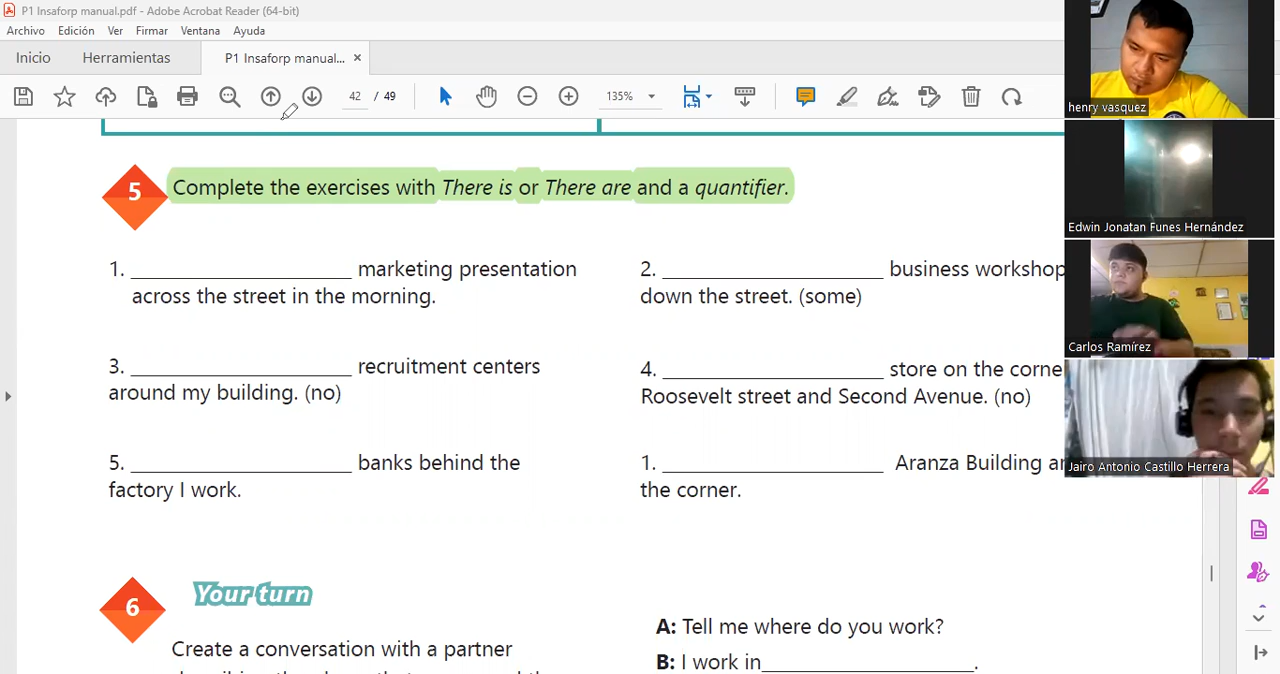 P1 Insaforp manual.pdf - Adobe Acrobat Reader (64-bit)
Archivo Edición Ver Firmar Ventana Ayuda
Inicio Herramientas P1 Insaforp manual... ×
42 / 49 135%
5 Complete the exercises with There is or There are and a quantifier.
1. ____________________ marketing presentation
across the street in the morning.
2. ____________________ business workshop
down the street. (some)
3. ____________________ recruitment centers
around my building. (no)
4. ____________________ store on the corne
Roosevelt street and Second Avenue. (no)
5. ____________________ banks behind the
factory I work.
1. ____________________ Aranza Building ar
the corner.
6 Your turn
Create a conversation with a partner
A: Tell me where do you work?
B: I work in____________________.
henry vasquez
Edwin Jonatan Funes Hernández
Carlos Ramírez
Jairo Antonio Castillo Herrera